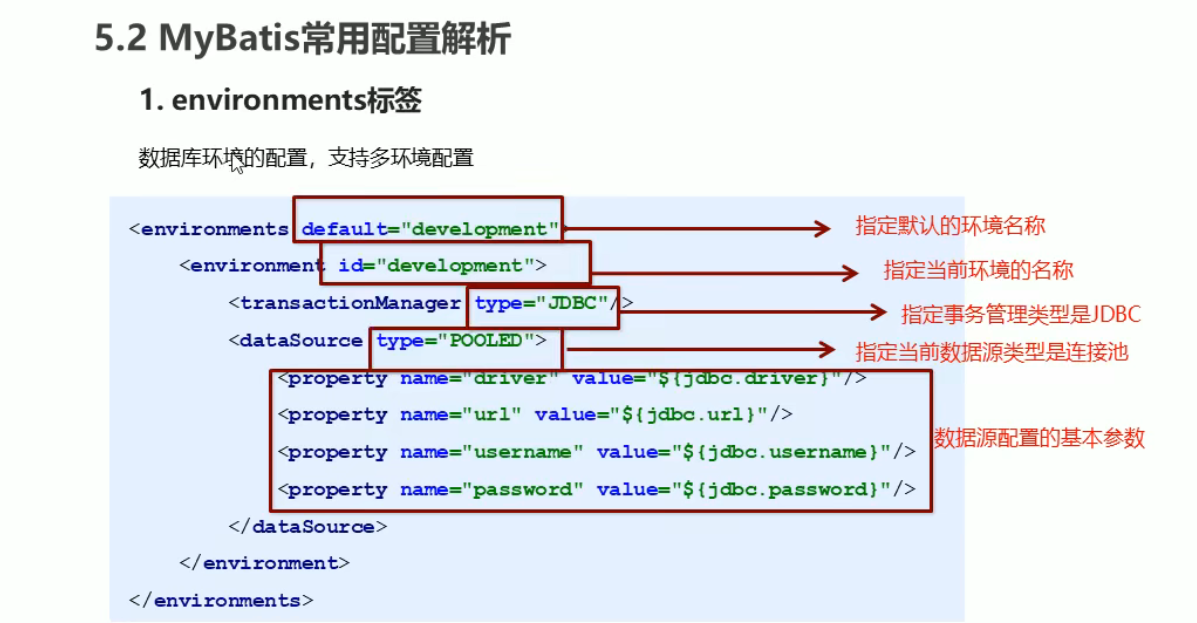 5.2 MyBatis常用配置解析
1. environments标签
数据库环境的配置，支持多环境配置
<environments default="development" 指定默认的环境名称
<environment id="development"> 指定当前环境的名称
<transactionManager type="JDBC"/> 指定事务管理类型是JDBC
<dataSource type="POOLED"> 指定当前数据源类型是连接池
<property name="driver" value="${jdbc.driver}"/>
<property name="url" value="${jdbc.url}"/>
<property name="username" value="${jdbc.username}"/> 数据源配置的基本参数
<property name="password" value="${jdbc.password}"/>
</dataSource>
</environment>
</environments>